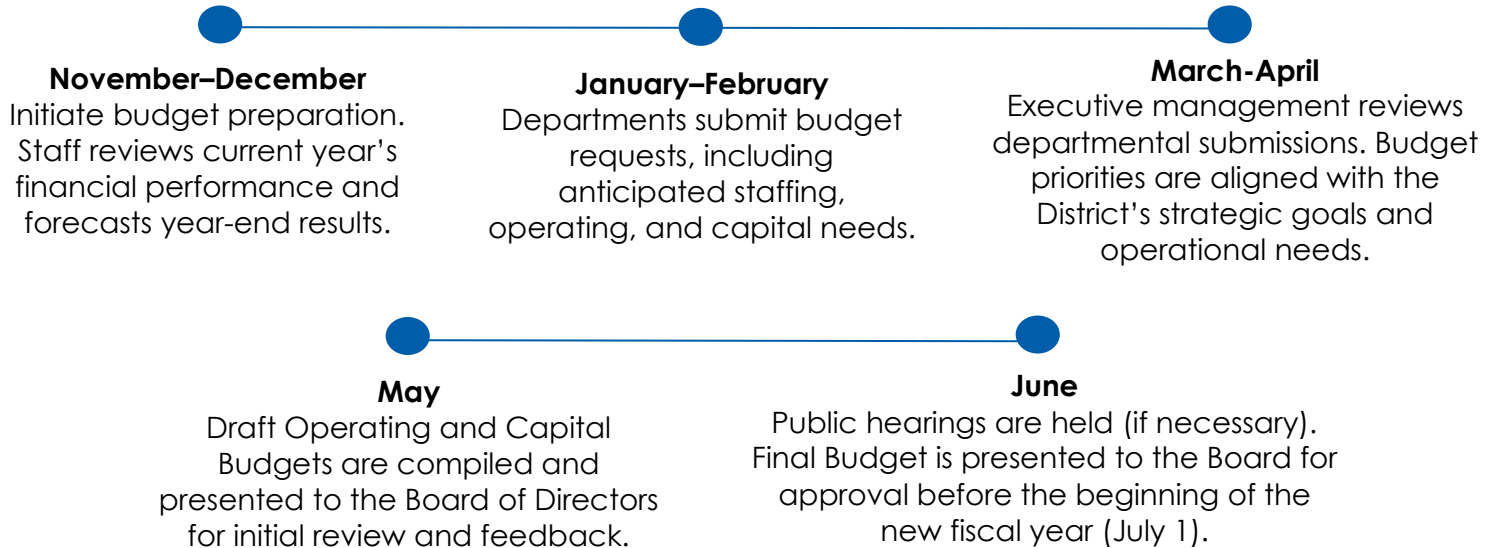 November–December
Initiate budget preparation.
Staff reviews current year’s
financial performance and
forecasts year-end results.
January–February
Departments submit budget
requests, including
anticipated staffing,
operating, and capital needs.
March-April
Executive management reviews
departmental submissions. Budget
priorities are aligned with the
District’s strategic goals and
operational needs.
May
Draft Operating and Capital
Budgets are compiled and
presented to the Board of Directors
for initial review and feedback.
June
Public hearings are held (if necessary).
Final Budget is presented to the Board for
approval before the beginning of the
new fiscal year (July 1).